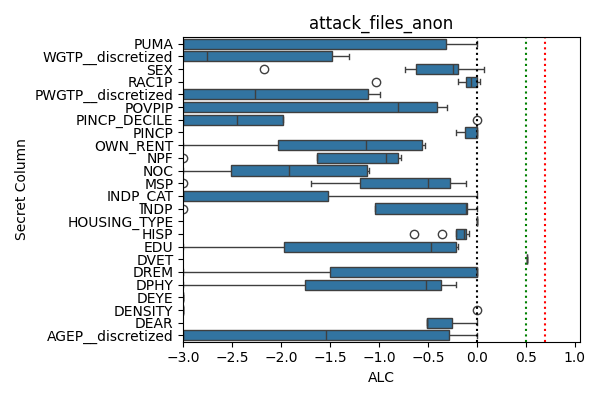 attack_files_anon
PUMA
WGTP__discretized
SEX
RAC1P
PWGTP__discretized
POVPIP
PINCP_DECILE
PINCP
OWN_RENT
NPF
NOC
MSP
INDP_CAT
INDP
HOUSING_TYPE
HISP
EDU
DVET
DREM
DPHY
DEYE
DENSITY
DEAR
AGEP__discretized
Secret Column
-3.0 -2.5 -2.0 -1.5 -1.0 -0.5 0.0 0.5 1.0
ALC